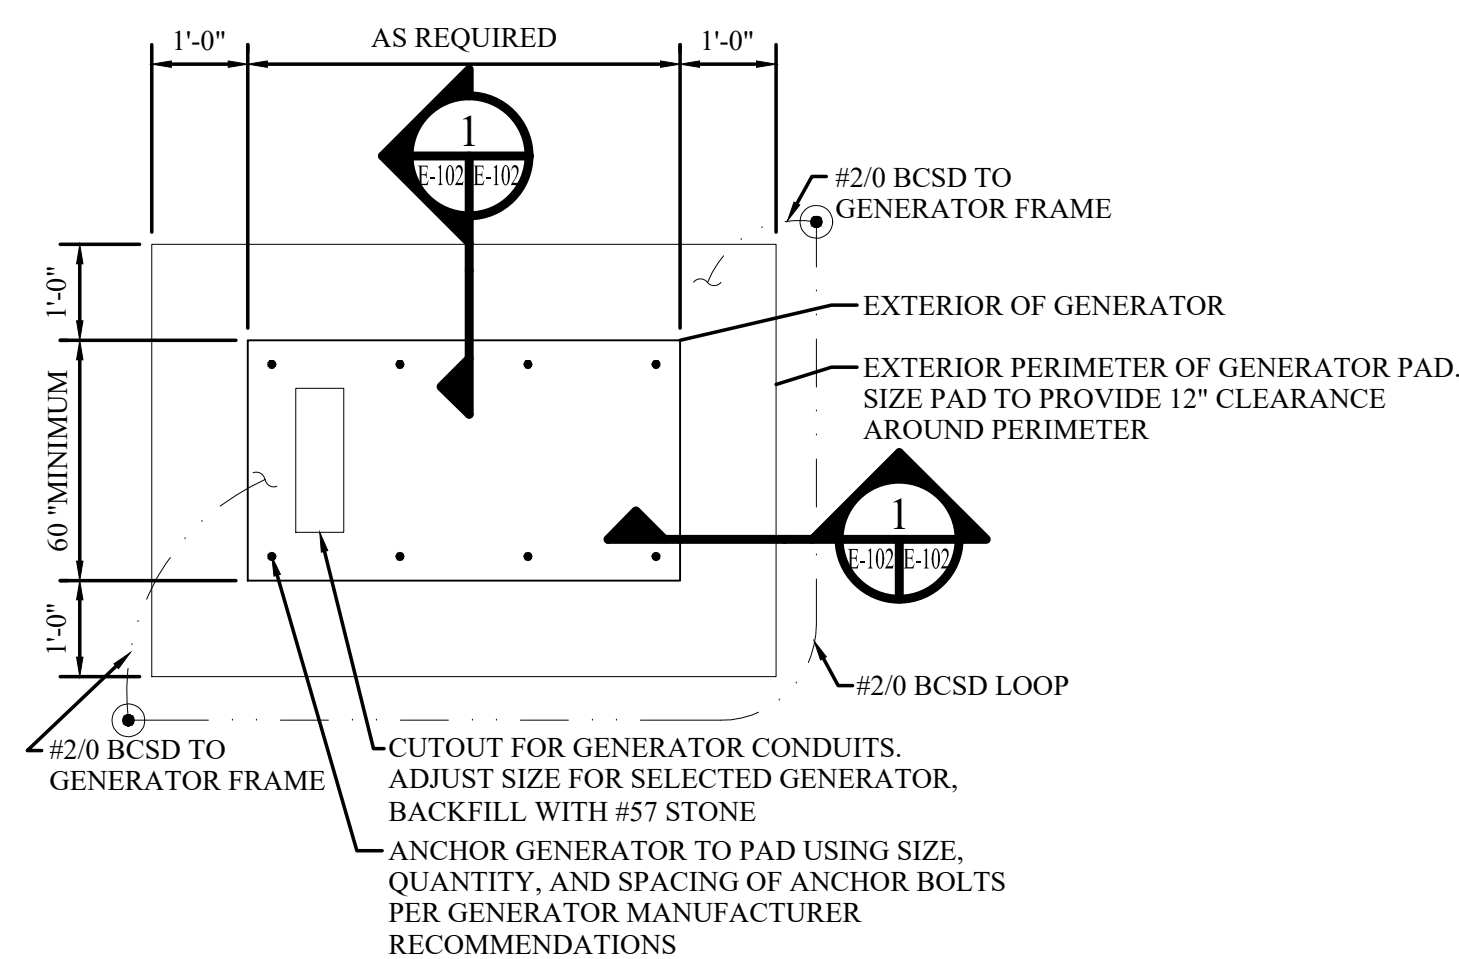 1'-0"
AS REQUIRED
1'-0"
1
E-102 E-102
#2/0 BCSD TO
GENERATOR FRAME
1'-0"
EXTERIOR OF GENERATOR
EXTERIOR PERIMETER OF GENERATOR PAD.
SIZE PAD TO PROVIDE 12" CLEARANCE
AROUND PERIMETER
60 "MINIMUM
1
E-102 E-102
1'-0"
#2/0 BCSD LOOP
#2/0 BCSD TO
GENERATOR FRAME
CUTOUT FOR GENERATOR CONDUITS.
ADJUST SIZE FOR SELECTED GENERATOR,
BACKFILL WITH #57 STONE
ANCHOR GENERATOR TO PAD USING SIZE,
QUANTITY, AND SPACING OF ANCHOR BOLTS
PER GENERATOR MANUFACTURER
RECOMMENDATIONS